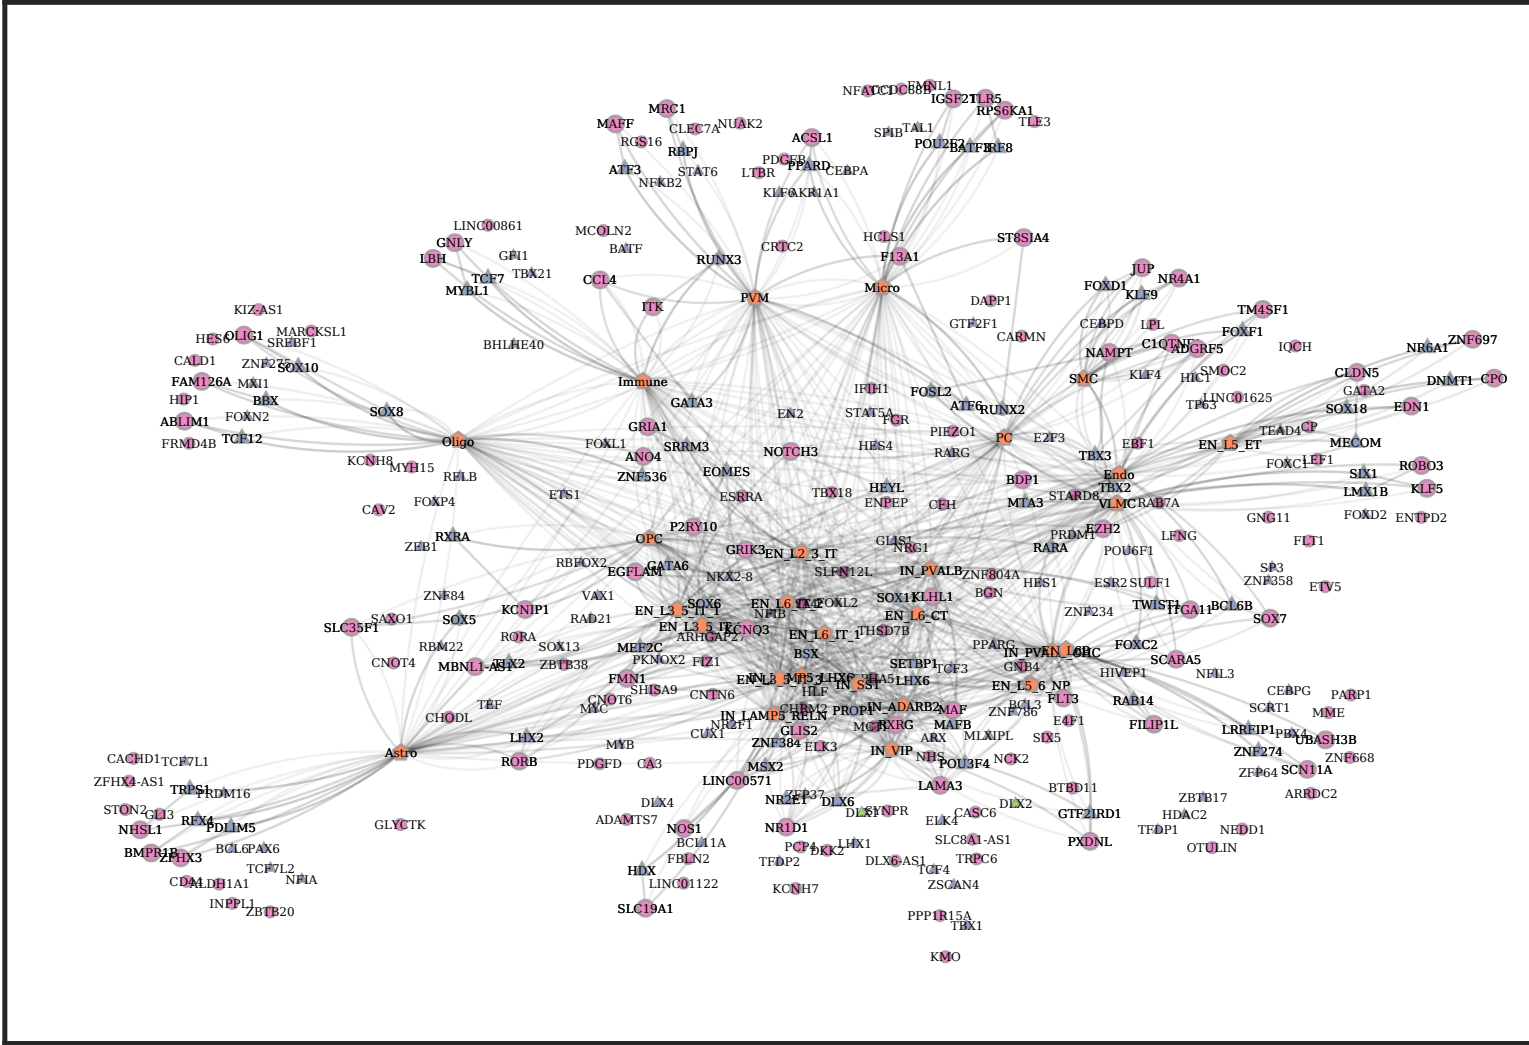 FMNL1
NFATC1
CCDC88B
IGSF21
TLR5
MRC1
RPS6KA1
MAFF
CLEC7A
NUAK2
TLE3
SPIB
TAL1
RGS16
ACSL1
POU2F2
BATF3
IRF8
RBPJ
PDGFB
PPARD
ATF3
STAT6
LTBR
CEBPA
NFKB2
KLF6
AKR1A1
LINC00861
MCOLN2
GNLY
HCLS1
ST8SIA4
BATF
CRTC2
LBH
GFI1
RUNX3
F13A1
TCF7
TBX21
CCL4
JUP
NR4A1
MYBL1
PVM
Micro
FOXD1
KLF9
ITK
DAPP1
KIZ-AS1
TM4SF1
GTF2F1
CEBPD
LPL
MARCKSL1
FOXF1
HES6
OLIG1
SREBF1
CARMN
BHLHE40
IQCH
ZNF697
NR6A1
CALD1
SOX10
NAMPT
ADGRF5
KLF4
SMOC2
CLDN5
FAM126A
MXI1
Immune
SMC
HIC1
DNMT1
CPO
IFIH1
FOSL2
GATA2
HIP1
BBX
GATA3
LINC01625
TP63
EDN1
SOX8
EN2
STAT5A
ATF6
RUNX2
SOX18
ABLIM1
FOXN2
FGR
GRIA1
PIEZO1
CP
TEAD4
FRMD4B
TCF12
Oligo
FOXL1
SRRM3
HES4
PC
E2F3
EBF1
EN_L5_ET
MECOM
ANO4
NOTCH3
RARG
TBX3
KCNH8
MYH15
FOXC1
LEF1
ROBO3
RELB
ZNF536
EOMES
BDP1
Endo
SIX1
HEYL
TBX2
KLF5
ETS1
ESRRA
TBX18
STARD8
LMX1B
CAV2
FOXP4
ENPEP
CFH
MTA3
VLMC
RAB7A
GNG11
FOXD2
ENTPD2
P2RY10
EZH2
RXRA
OPC
PRDM1
LFNG
GLIS1
NRG1
FLT1
ZEB1
GRIK3
EN_L2_3_IT
RARA
POU6F1
RBFOX2
GATA6
SP3
EGFLAM
NKX2-8
SLFN12L
IN_PVALB
ZNF804A
HES1
ESR2
SULF1
ZNF358
ETV5
ZNF84
VAX1
BGN
SOX6
FOXL2
SOX11
KLHL1
TWIST1
ITGA11
BCL6B
KCNIP1
EN_L3_5_IT_1
NFIB
EN_L6_CT
ZNF234
SAXO1
SOX5
RAD21
SOX7
SLC35F1
KCNQ3
THSD7B
RORA
ARHGAP27
EN_L6_IT_1
RBM22
SOX13
MEF2C
PPARG
FOXC2
BSX
PKNOX2
FIZ1
SCARA5
CNOT4
ZBTB38
SETBP1
TCF3
GNB4
HIVEP1
NFIL3
FMN1
LHX6
SHISA9
EN_L5_6_NP
CNTN6
HLF
IN_SST
CEBPG
PARP1
TEF
CNOT6
FLT3
RAB14
MYC
IN_ADARB2
BCL3
SCRT1
CHODL
IN_LAMP5_RELN
PROP1
MAF
ZNF786
MME
NR2F1
E4F1
FILIP1L
GLIS2
RXRG
MAFB
LRRFIP1
PBX4
LHX2
CUX1
ARX
MLXIPL
SIX5
UBASH3B
MYB
ZNF384
ELK3
IN_VIP
ZNF274
Astro
NHS
NCK2
ZNF668
CACHD1
TCF7L1
RORB
PDGFD
CA3
MSX2
POU3F4
ZFP64
SCN11A
ZFHX4-AS1
LINC00571
LAMA3
BTBD11
TRPS1
PRDM16
ZFP37
ARRDC2
NR2E1
DLX6
ZBTB17
STON2
GLI3
DLX4
DLX2
SYNPR
CASC6
GTF2IRD1
HDAC2
ADAMTS7
RFX4
ELK4
GLYCTK
NHSL1
PDLIM5
NOS1
NR1D1
TFDP1
NEDD1
BCL11A
LHX1
SLC8A1-AS1
PXDNL
BCL6
PAX6
PCP4
DKK2
OTULIN
BMPR1B
ZFHX3
FBLN2
TFDP2
DLX6-AS1
TRPC6
TCF7L2
HDX
TCF4
CD44
ALDH1A1
NFIA
LINC01122
KCNH7
ZSCAN4
INPPL1
ZBTB20
SLC19A1
PPP1R15A
TBX1
KMO